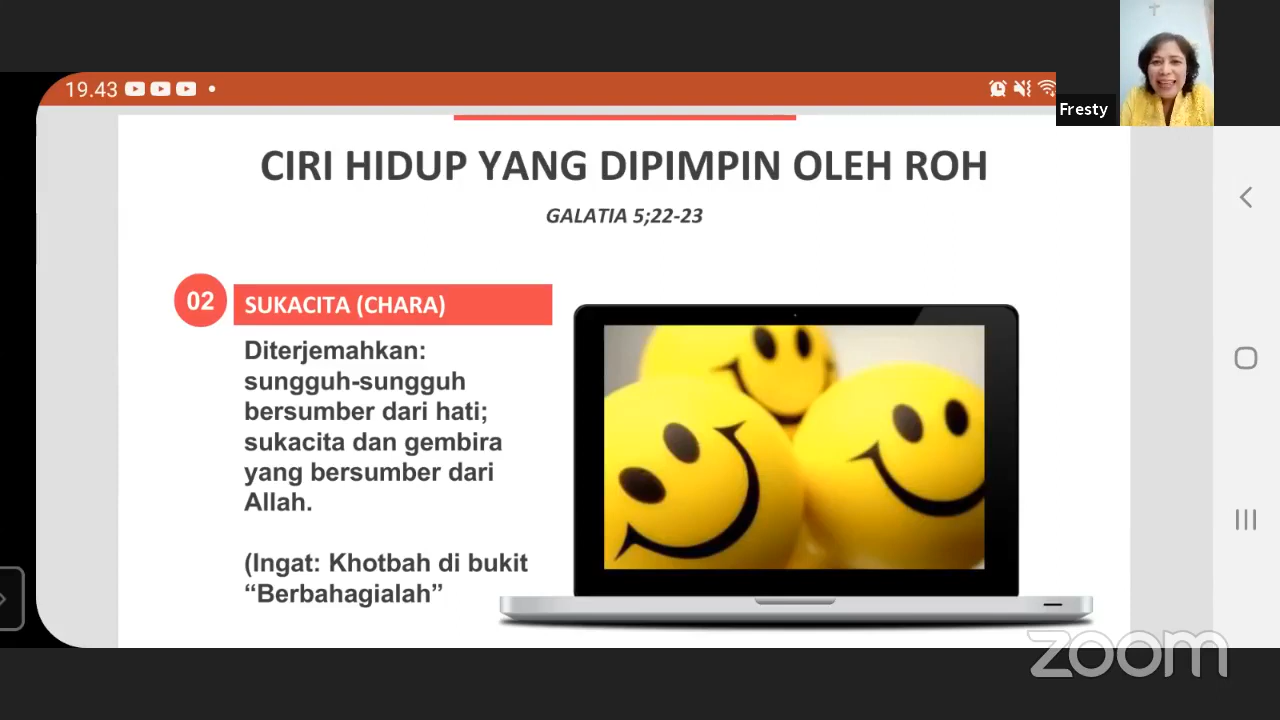 19.43
Fresty
CIRI HIDUP YANG DIPIMPIN OLEH ROH
GALATIA 5;22-23
02
SUKACITA (CHARA)
Diterjemahkan:
sungguh-sungguh
bersumber dari hati;
sukacita dan gembira
yang bersumber dari
Allah.
(Ingat: Khotbah di bukit
“Berbahagialah”
zoom